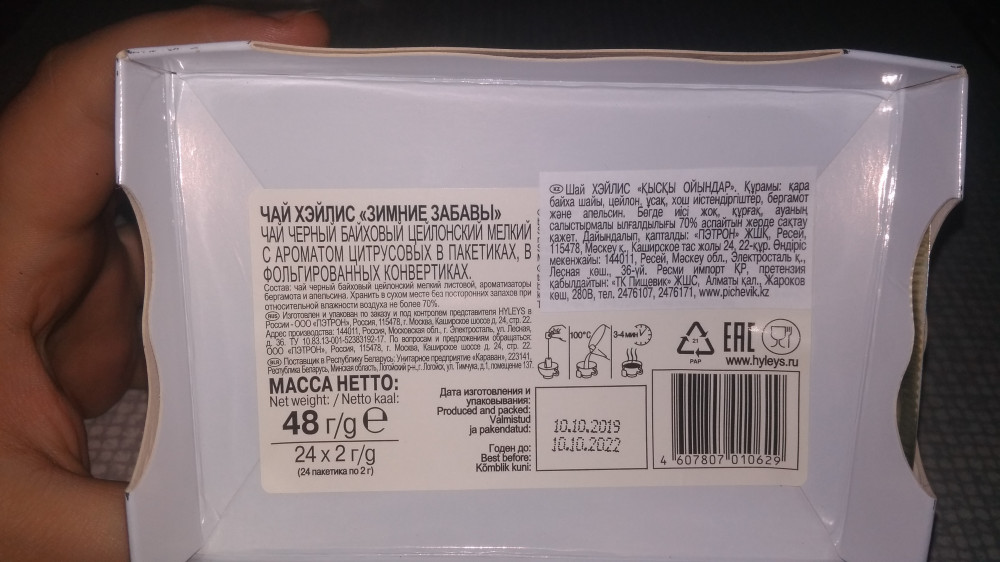 ЧАЙ ХЭЙЛИС «ЗИМНИЕ ЗАБАВЫ»
ЧАЙ ЧЕРНЫЙ БАЙХОВЫЙ ЦЕЙЛОНСКИЙ МЕЛКИЙ
С АРОМАТОМ ЦИТРУСОВЫХ В ПАКЕТИКАХ, В
ФОЛЬГИРОВАННЫХ КОНВЕРТИКАХ.
Состав: чай черный байховый цейлонский мелкий листовой, ароматизаторы
бергамота и апельсина. Хранить в сухом месте без посторонних запахов при
относительной влажности воздуха не более 70%.
RUS Изготовлен и упакован по заказу и под контролем представителя HYLEYS в
России - ООО «ПЭТРОН», Россия, 115478, г. Москва, Каширское шоссе д. 24, стр. 22.
Адрес производства: 144011, Россия, Московская обл., г. Электросталь, ул. Лесная,
д. 36. ТУ 10.83.13-001-52383192-17. По вопросам и предложениям обращаться:
ООО «ПЭТРОН», Россия, 115478, г. Москва, Каширское шоссе д. 24, стр. 22.
Поставщик в Республику Беларусь: Унитарное предприятие «Караван», 223141,
Республика Беларусь, Минская область, Логойский р-н, г. Логойск, ул. Тимчука, д.1, помещение 137.
МАССА НЕТТО:
Net weight: / Netto kaal:
48 г/g ℮
24 x 2 г/g
(24 пакетика по 2 г)
KZ Шай ХЭЙЛИС «ҚЫСҚЫ ОЙЫНДАР». Құрамы: қара
байха шайы, цейлон, ұсақ, хош иістендіргіштер, бергамот
және апельсин. Бөгде иісі жоқ, құрғақ, ауаның
салыстырмалы ылғалдылығы 70% аспайтын жерде сақтау
қажет. Дайындалып, қапталды: «ПЭТРОН» ЖШҚ, Ресей,
115478, Мәскеу қ., Каширское тас жолы 24, 22-құр. Өндіріс
мекенжайы: 144011, Ресей, Мәскеу обл., Электросталь қ.,
Лесная көш., 36-үй. Ресми импорт ҚР, претензия
қабылдайтын: «ТК Пищевик» ЖШС, Алматы қал., Жароков
көш, 280В, тел. 2476107, 2476171, www.pichevik.kz
100°C
3-4 мин
21
PAP
EAC
www.hyleys.ru
Дата изготовления и
упаковывания:
Produced and packed:
Valmistud
ja pakendatud:
10.10.2019
10.10.2022
Годен до:
Best before:
Kõmblik kuni:
4 607807 010629